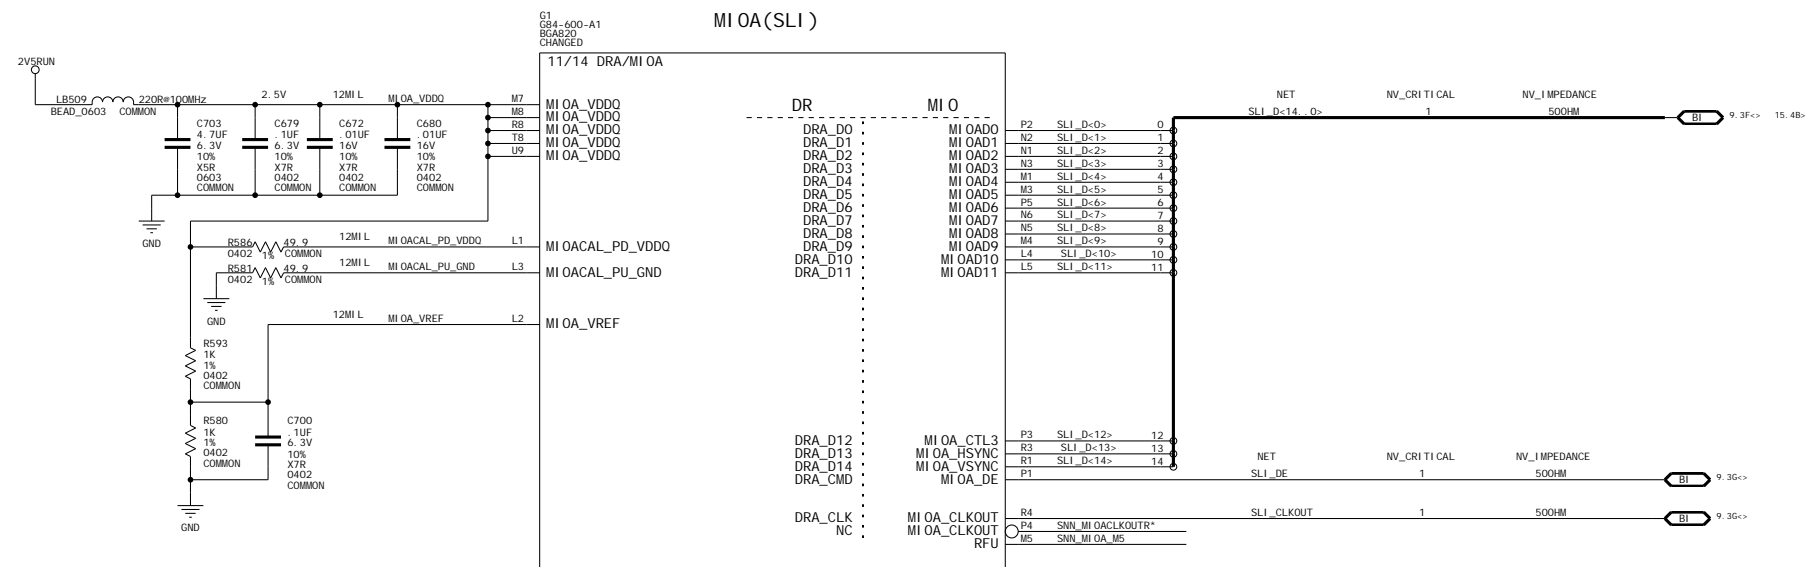 G1
G84-600-A1
BGA820
CHANGED
MIOA(SLI)
11/14 DRA/MIOA
2V5RUN
LB509 220R@100MHz
BEAD_0603 COMMON
2.5V 12MIL MIOA_VDDQ
C703
4.7UF
6.3V
10%
X5R
0603
COMMON
C679
.1UF
6.3V
10%
X7R
0402
COMMON
C672
.01UF
16V
10%
X7R
0402
COMMON
C680
.01UF
16V
10%
X7R
0402
COMMON
GND
M7 MIOA_VDDQ
M8 MIOA_VDDQ
R8 MIOA_VDDQ
T8 MIOA_VDDQ
U9 MIOA_VDDQ
R586 49.9
0402 1% COMMON
12MIL MIOACAL_PD_VDDQ L1 MIOACAL_PD_VDDQ
R581 49.9
0402 1% COMMON
12MIL MIOACAL_PU_GND L3 MIOACAL_PU_GND
GND
12MIL MIOA_VREF L2 MIOA_VREF
R593
1K
1%
0402
COMMON
R580
1K
1%
0402
COMMON
C700
.1UF
6.3V
10%
X7R
0402
COMMON
GND
DR MIO
DRA_D0 MIOAD0 P2 SLI_D<0> 0
DRA_D1 MIOAD1 N2 SLI_D<1> 1
DRA_D2 MIOAD2 N1 SLI_D<2> 2
DRA_D3 MIOAD3 N3 SLI_D<3> 3
DRA_D4 MIOAD4 M1 SLI_D<4> 4
DRA_D5 MIOAD5 M3 SLI_D<5> 5
DRA_D6 MIOAD6 P5 SLI_D<6> 6
DRA_D7 MIOAD7 N6 SLI_D<7> 7
DRA_D8 MIOAD8 N5 SLI_D<8> 8
DRA_D9 MIOAD9 M4 SLI_D<9> 9
DRA_D10 MIOAD10 L4 SLI_D<10> 10
DRA_D11 MIOAD11 L5 SLI_D<11> 11
DRA_D12 MIOA_CTL3 P3 SLI_D<12> 12
DRA_D13 MIOA_HSYNC R3 SLI_D<13> 13
DRA_D14 MIOA_VSYNC R1 SLI_D<14> 14
DRA_CMD MIOA_DE P1
DRA_CLK MIOA_CLKOUT R4
NC MIOA_CLKOUT P4 SNN_MIOACLKOUTR*
RFU M5 SNN_MIOA_M5
NET NV_CRITICAL NV_IMPEDANCE
SLI_D<14..0> 1 50OHM BI 9.3F<> 15.4B>
NET NV_CRITICAL NV_IMPEDANCE
SLI_DE 1 50OHM BI 9.3G<>
SLI_CLKOUT 1 50OHM BI 9.3G<>